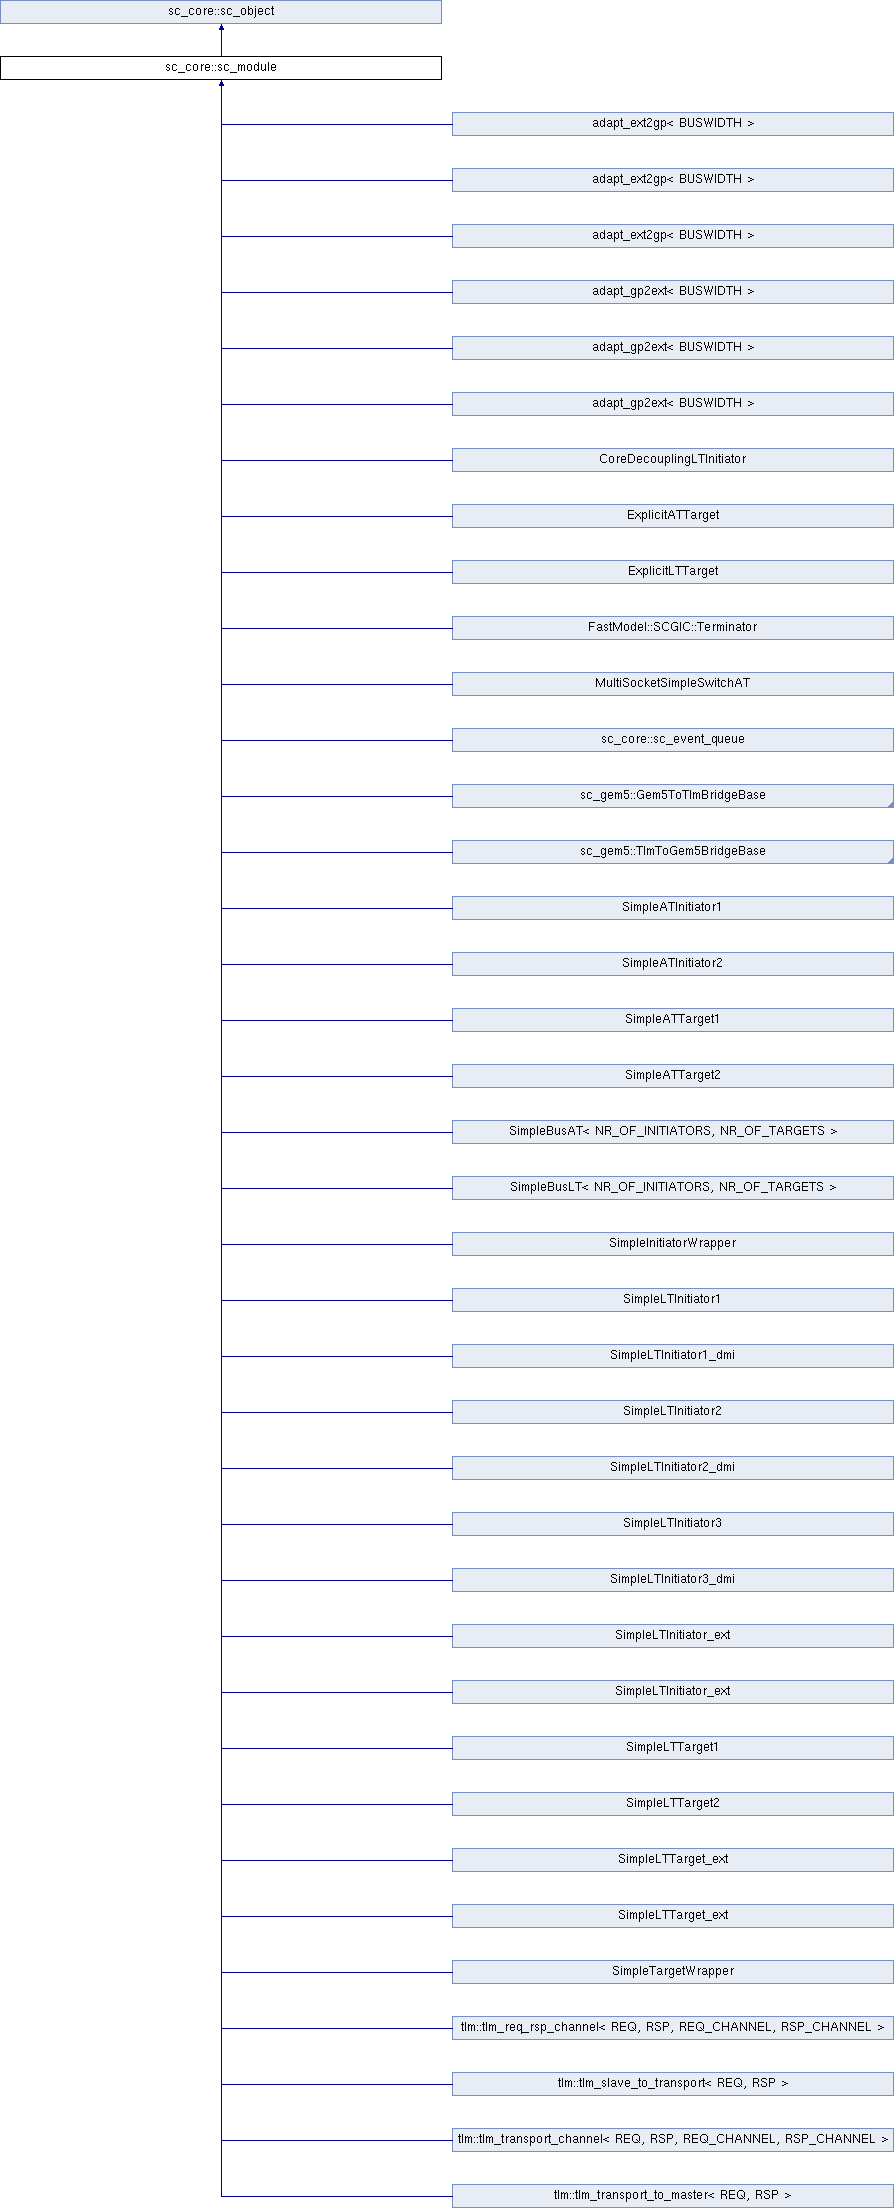 sc_core::sc_object
sc_core::sc_module
adapt_ext2gp< BUSWIDTH >
adapt_ext2gp< BUSWIDTH >
adapt_ext2gp< BUSWIDTH >
adapt_gp2ext< BUSWIDTH >
adapt_gp2ext< BUSWIDTH >
adapt_gp2ext< BUSWIDTH >
CoreDecouplingLTInitiator
ExplicitATTarget
ExplicitLTTarget
FastModel::SCGIC::Terminator
MultiSocketSimpleSwitchAT
sc_core::sc_event_queue
sc_gem5::Gem5ToTlmBridgeBase
sc_gem5::TlmToGem5BridgeBase
SimpleATInitiator1
SimpleATInitiator2
SimpleATTarget1
SimpleATTarget2
SimpleBusAT< NR_OF_INITIATORS, NR_OF_TARGETS >
SimpleBusLT< NR_OF_INITIATORS, NR_OF_TARGETS >
SimpleInitiatorWrapper
SimpleLTInitiator1
SimpleLTInitiator1_dmi
SimpleLTInitiator2
SimpleLTInitiator2_dmi
SimpleLTInitiator3
SimpleLTInitiator3_dmi
SimpleLTInitiator_ext
SimpleLTInitiator_ext
SimpleLTTarget1
SimpleLTTarget2
SimpleLTTarget_ext
SimpleLTTarget_ext
SimpleTargetWrapper
tlm::tlm_req_rsp_channel< REQ, RSP, REQ_CHANNEL, RSP_CHANNEL >
tlm::tlm_slave_to_transport< REQ, RSP >
tlm::tlm_transport_channel< REQ, RSP, REQ_CHANNEL, RSP_CHANNEL >
tlm::tlm_transport_to_master< REQ, RSP >